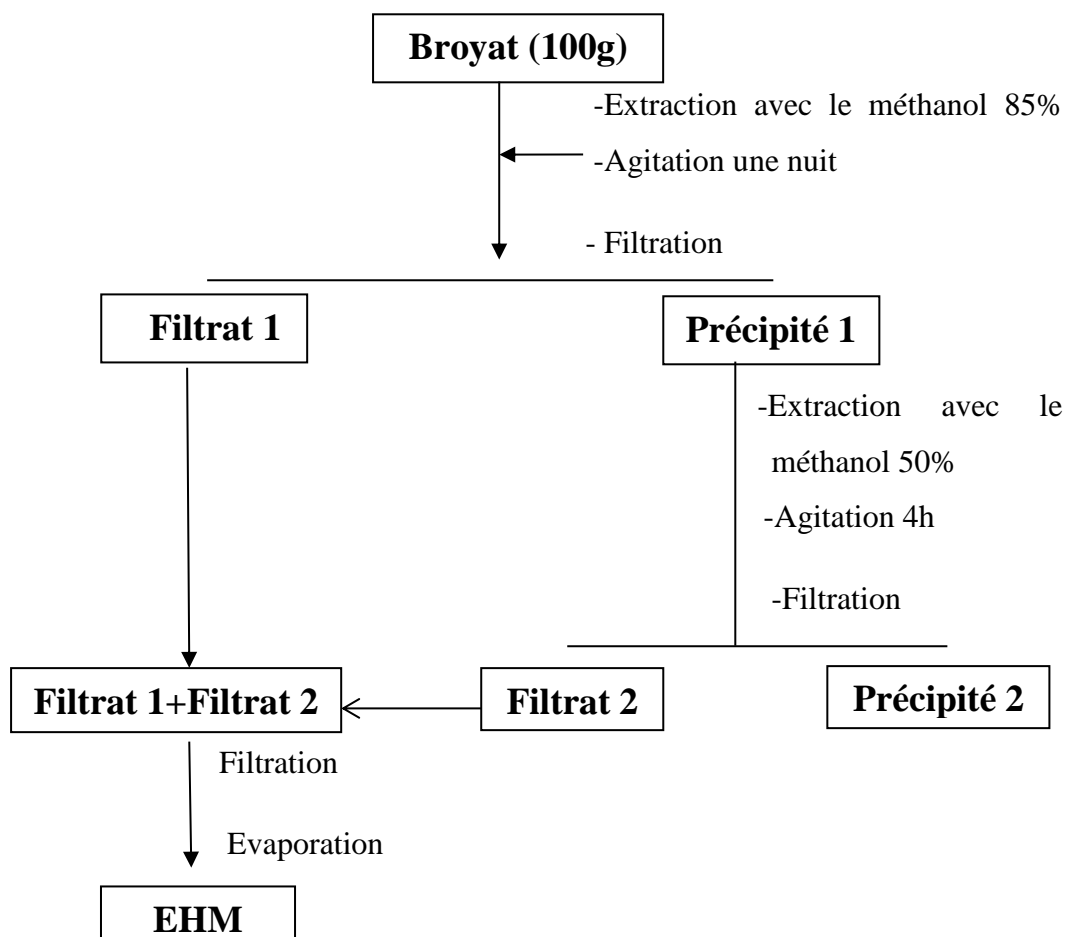 Broyat (100g)
-Extraction avec le méthanol 85%
-Agitation une nuit
- Filtration
Filtrat 1
Précipité 1
-Extraction avec le
méthanol 50%
-Agitation 4h
-Filtration
Filtrat 1+Filtrat 2
Filtrat 2
Précipité 2
Filtration
Evaporation
EHM